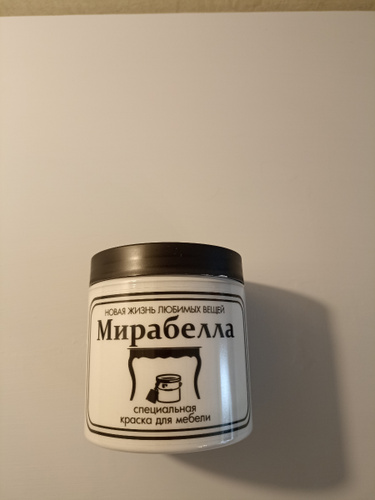 НОВАЯ ЖИЗНЬ ЛЮБИМЫХ ВЕЩЕЙ
Мирабелла
специальная
краска для мебели